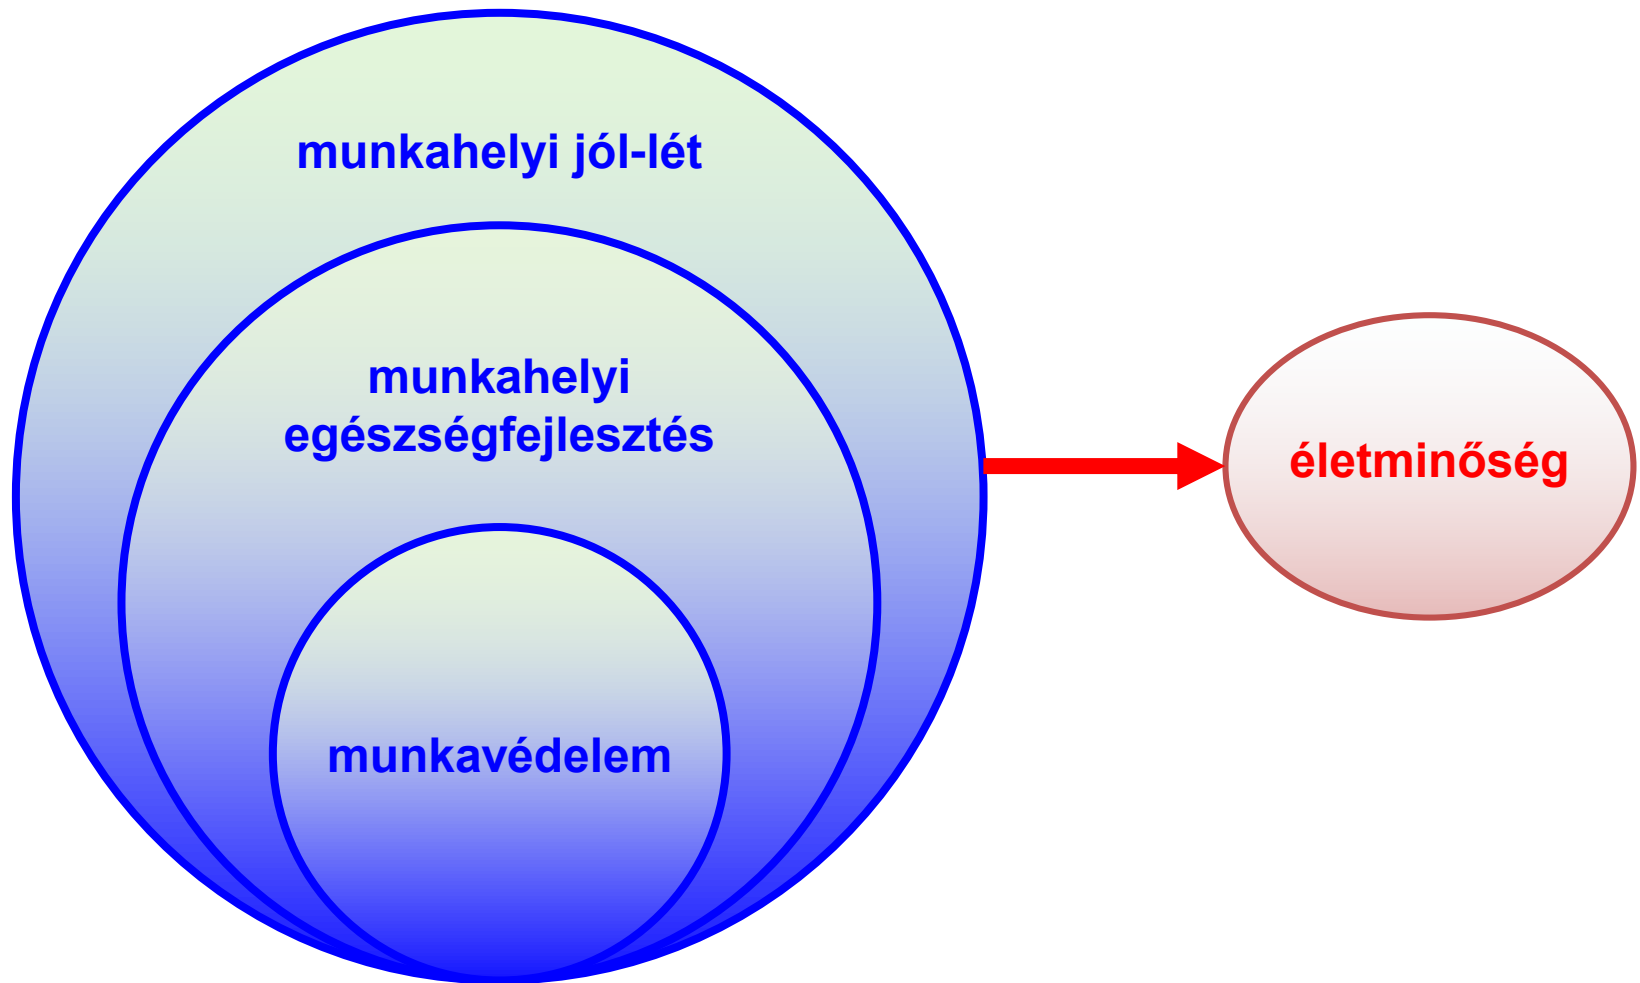 munkahelyi jól-lét
munkahelyi
egészségfejlesztés
életminőség
munkavédelem